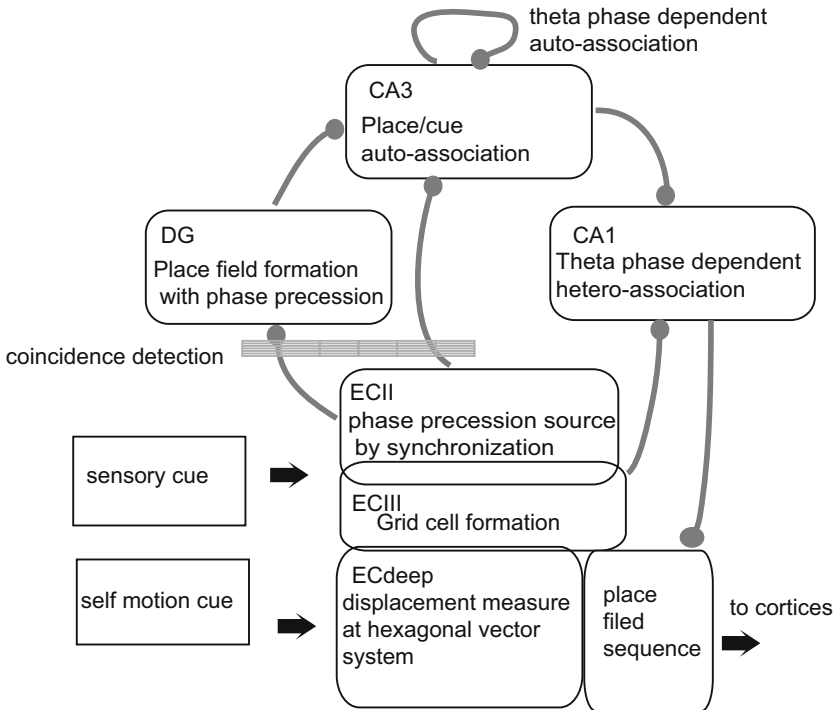 theta phase dependent
auto-association
CA3
Place/cue
auto-association
DG
Place field formation
with phase precession
CA1
Theta phase dependent
hetero-association
coincidence detection
ECII
phase precession source
by synchronization
sensory cue
ECIII
Grid cell formation
self motion cue
ECdeep
displacement measure
at hexagonal vector
system
place
filed
sequence
to cortices